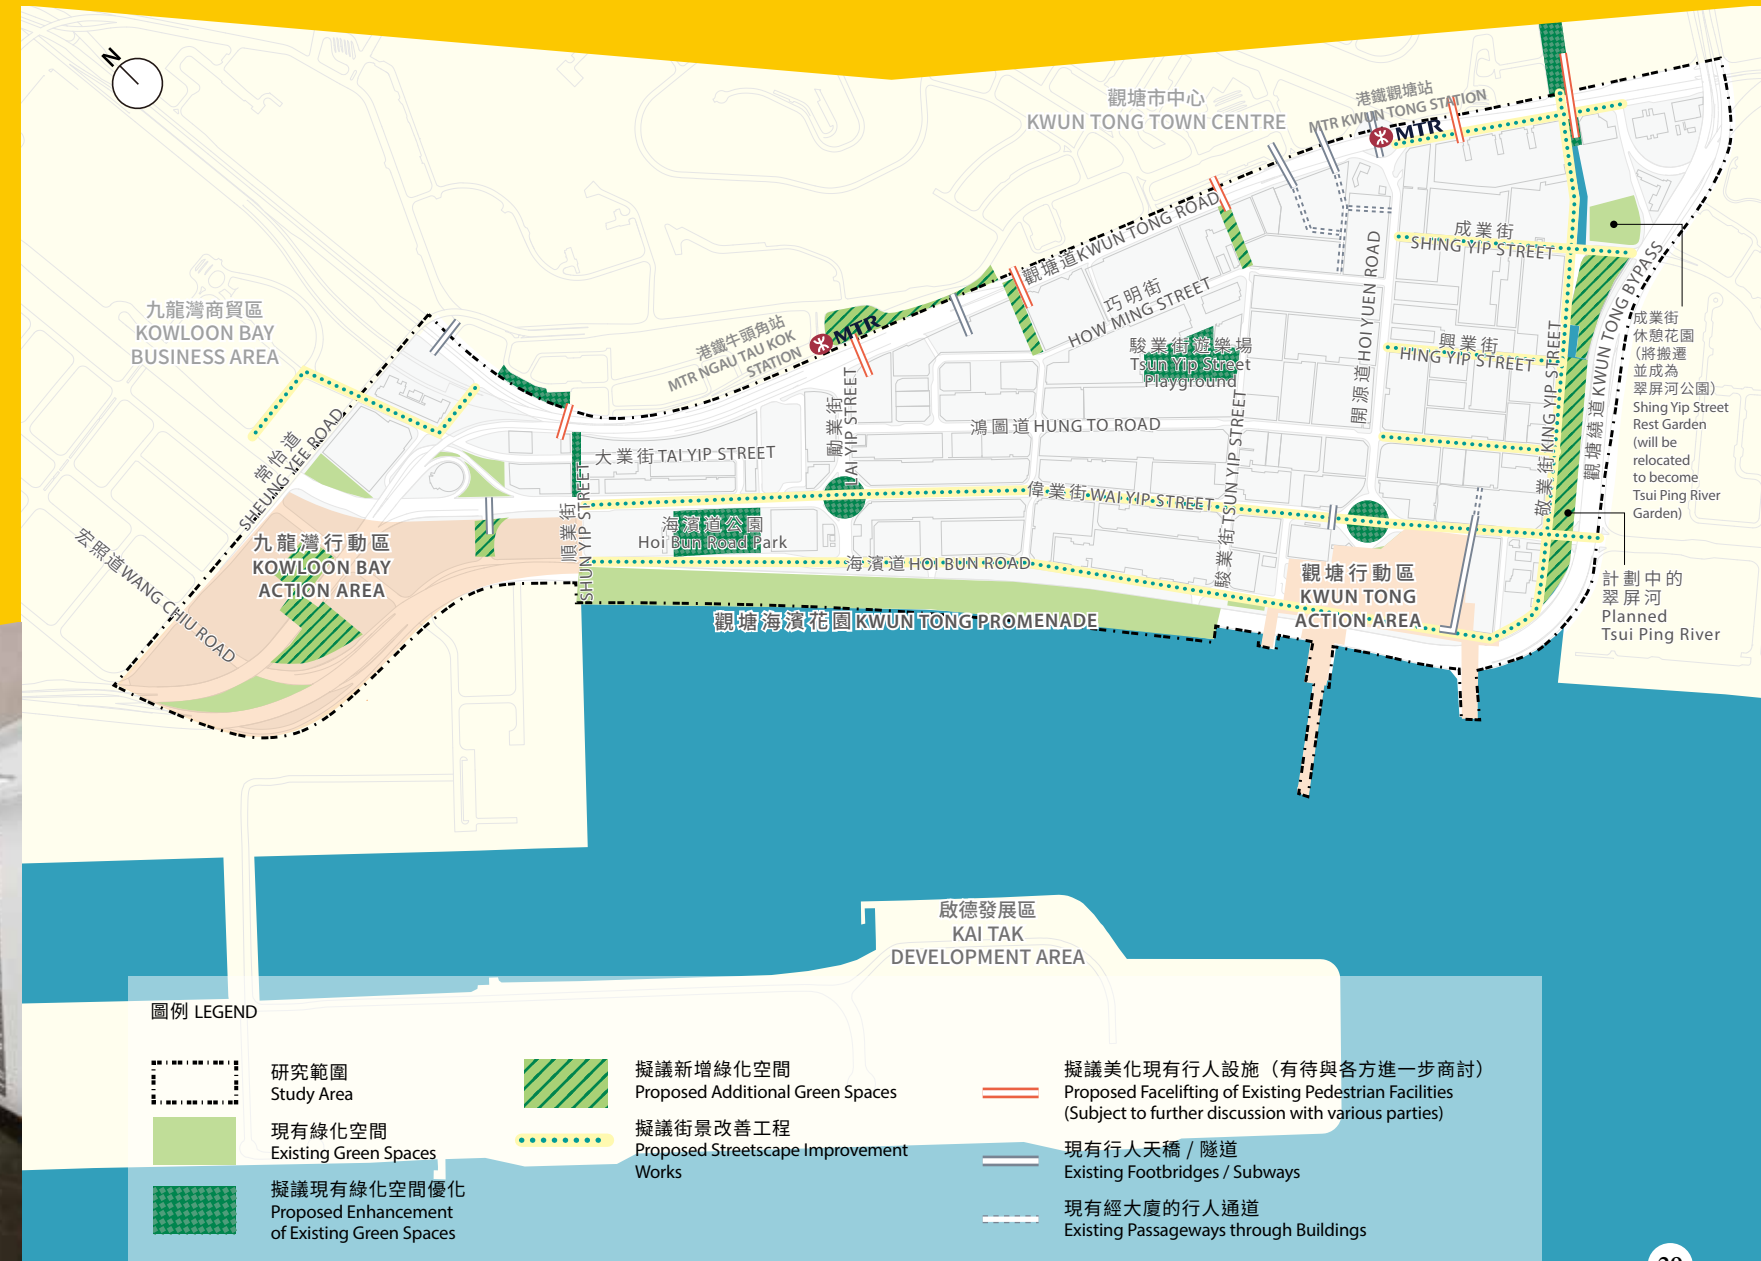 N
觀塘市中心
KWUN TONG TOWN CENTRE
港鐵觀塘站
MTR KWUN TONG STATION
MTR
九龍灣商貿區
KOWLOON BAY
BUSINESS AREA
港鐵牛頭角站
MTR NGAU TAU KOK
STATION
MTR
觀塘道 KWUN TONG ROAD
巧明街
HOW MING STREET
駿業街遊樂場
Tsun Yip Street
Playground
開源道 HOI YUEN ROAD
成業街
SHING YIP STREET
興業街
HING YIP STREET
敬業街 KING YIP STREET
觀塘繞道 KWUN TONG BYPASS
成業街
休憩花園
（將搬遷
並成為
翠屏河公園）
Shing Yip Street
Rest Garden
(will be
relocated
to become
Tsui Ping River
Garden)
計劃中的
翠屏河
Planned
Tsui Ping River
常怡道
SHEUNG YEE ROAD
宏照道 WANG CHIU ROAD
九龍灣行動區
KOWLOON BAY
ACTION AREA
大業街 TAI YIP STREET
勵業街
LAI YIP STREET
鴻圖道 HUNG TO ROAD
順業街
SHUN YIP STREET
海濱道公園
Hoi Bun Road Park
偉業街 WAI YIP STREET
海濱道 HOI BUN ROAD
駿業街 TSUN YIP STREET
觀塘行動區
KWUN TONG
ACTION AREA
觀塘海濱花園 KWUN TONG PROMENADE
啟德發展區
KAI TAK
DEVELOPMENT AREA
圖例 LEGEND
研究範圍
Study Area
現有綠化空間
Existing Green Spaces
擬議現有綠化空間優化
Proposed Enhancement
of Existing Green Spaces
擬議新增綠化空間
Proposed Additional Green Spaces
擬議街景改善工程
Proposed Streetscape Improvement
Works
擬議美化現有行人設施（有待與各方進一步商討）
Proposed Facelifting of Existing Pedestrian Facilities
(Subject to further discussion with various parties)
現有行人天橋 / 隧道
Existing Footbridges / Subways
現有經大廈的行人通道
Existing Passageways through Buildings